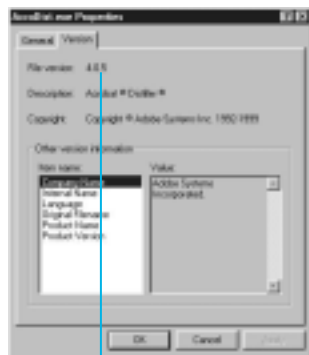 AcroDist.exe Properties
General Version
File version: 4.0.5
Description: Acrobat ® Distiller ®
Copyright: Copyright © Adobe Systems Inc. 1992-1999
Other version information
Item name: Value:
Company Name
Internal Name
Language
Original Filename
Product Name
Product Version
Adobe Systems
Incorporated.
OK Cancel Apply